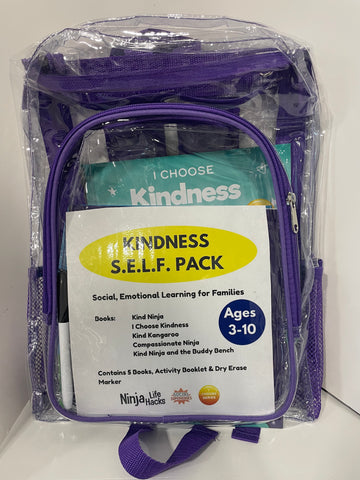 I CHOOSE
Kindness
KINDNESS
S.E.L.F. PACK
Social, Emotional Learning for Families
Ages
3-10
Books:
Kind Ninja
I Choose Kindness
Kind Kangaroo
Compassionate Ninja
Kind Ninja and the Buddy Bench
Contains 5 Books, Activity Booklet & Dry Erase
Marker
Ninja Life
Hacks